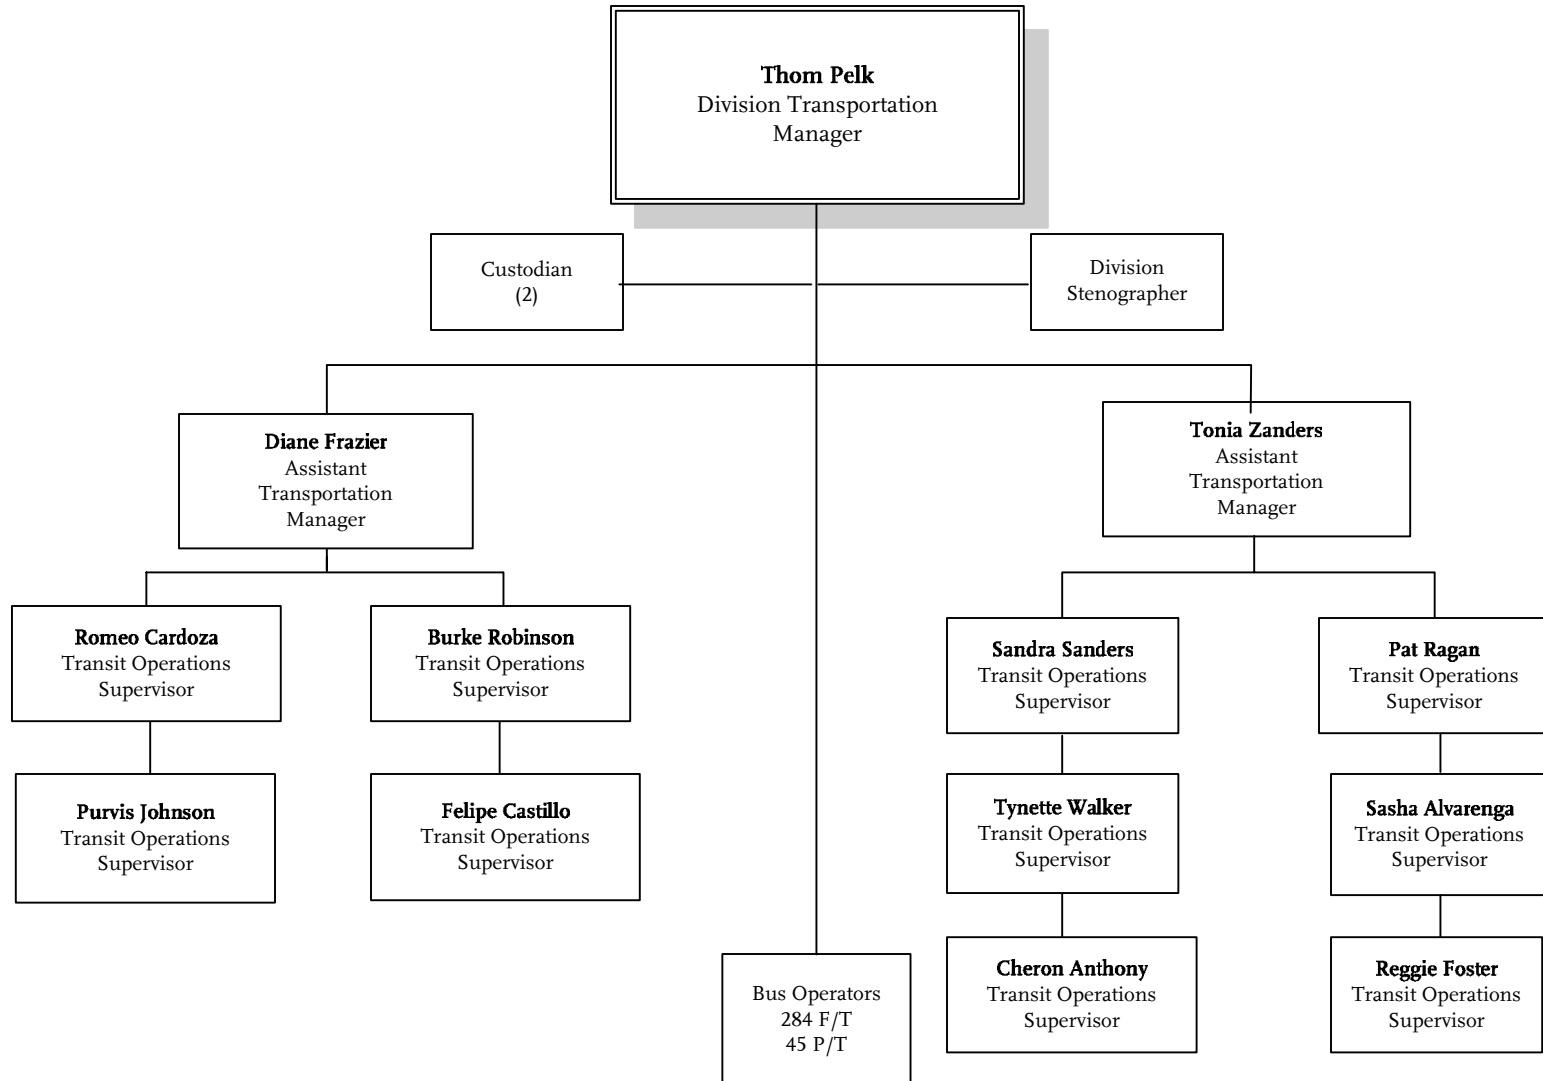 Thom Pelk
Division Transportation
Manager
Custodian
(2)
Division
Stenographer
Diane Frazier
Assistant
Transportation
Manager
Tonia Zanders
Assistant
Transportation
Manager
Romeo Cardoza
Transit Operations
Supervisor
Burke Robinson
Transit Operations
Supervisor
Sandra Sanders
Transit Operations
Supervisor
Pat Ragan
Transit Operations
Supervisor
Purvis Johnson
Transit Operations
Supervisor
Felipe Castillo
Transit Operations
Supervisor
Tynette Walker
Transit Operations
Supervisor
Sasha Alvarenga
Transit Operations
Supervisor
Bus Operators
284 F/T
45 P/T
Cheron Anthony
Transit Operations
Supervisor
Reggie Foster
Transit Operations
Supervisor